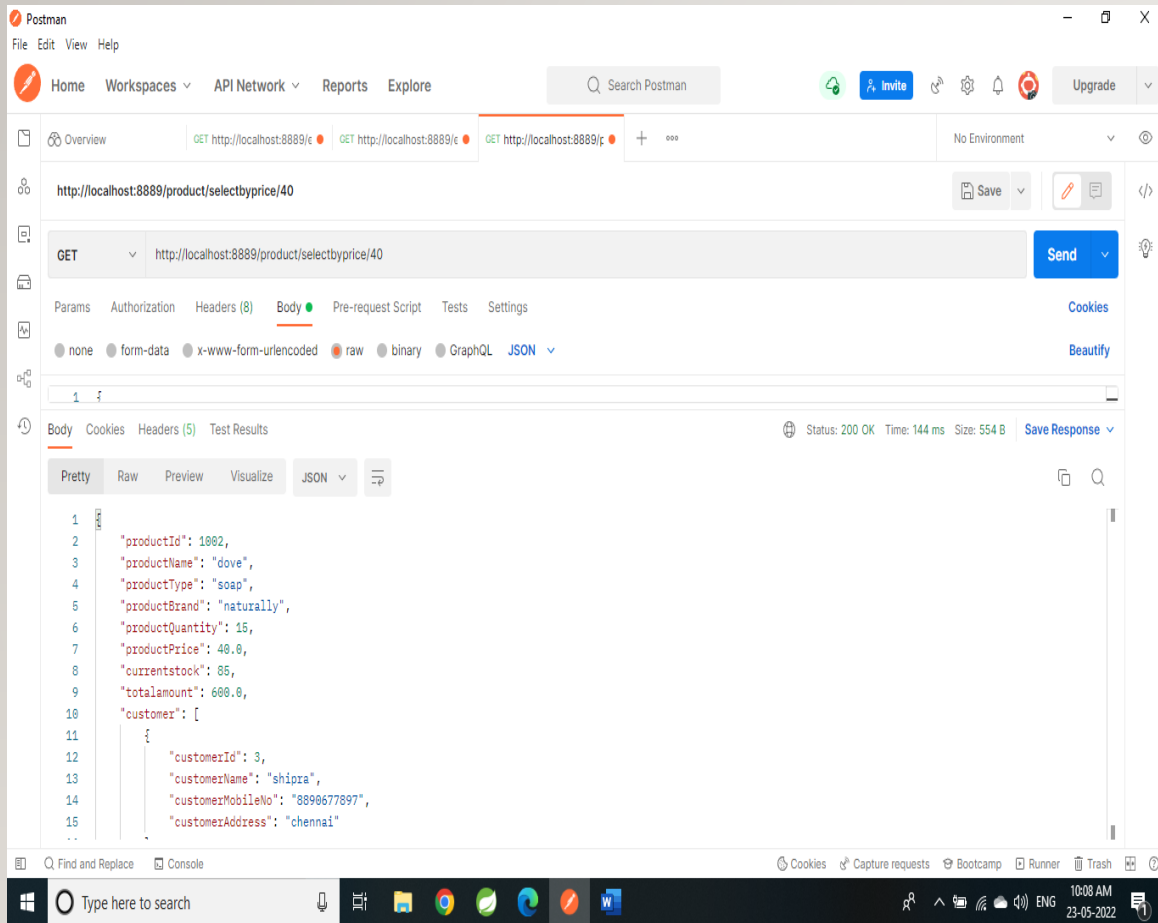 Postman
File Edit View Help
Home Workspaces API Network Reports Explore Search Postman Invite Upgrade
Overview GET http://localhost:8889/e GET http://localhost:8889/e GET http://localhost:8889/p No Environment
http://localhost:8889/product/selectbyprice/40 Save
GET http://localhost:8889/product/selectbyprice/40 Send
Params Authorization Headers (8) Body Pre-request Script Tests Settings Cookies
none form-data x-www-form-urlencoded raw binary GraphQL JSON Beautify
1 {
Body Cookies Headers (5) Test Results Status: 200 OK Time: 144 ms Size: 554 B Save Response
Pretty Raw Preview Visualize JSON
1 {
2 "productId": 1002,
3 "productName": "dove",
4 "productType": "soap",
5 "productBrand": "naturally",
6 "productQuantity": 15,
7 "productPrice": 40.0,
8 "currentstock": 85,
9 "totalamount": 600.0,
10 "customer": [
11 {
12 "customerId": 3,
13 "customerName": "shipra",
14 "customerMobileNo": "8890677897",
15 "customerAddress": "chennai"
Find and Replace Console Cookies Capture requests Bootcamp Runner Trash
Type here to search W ENG 10:08 AM
23-05-2022 1